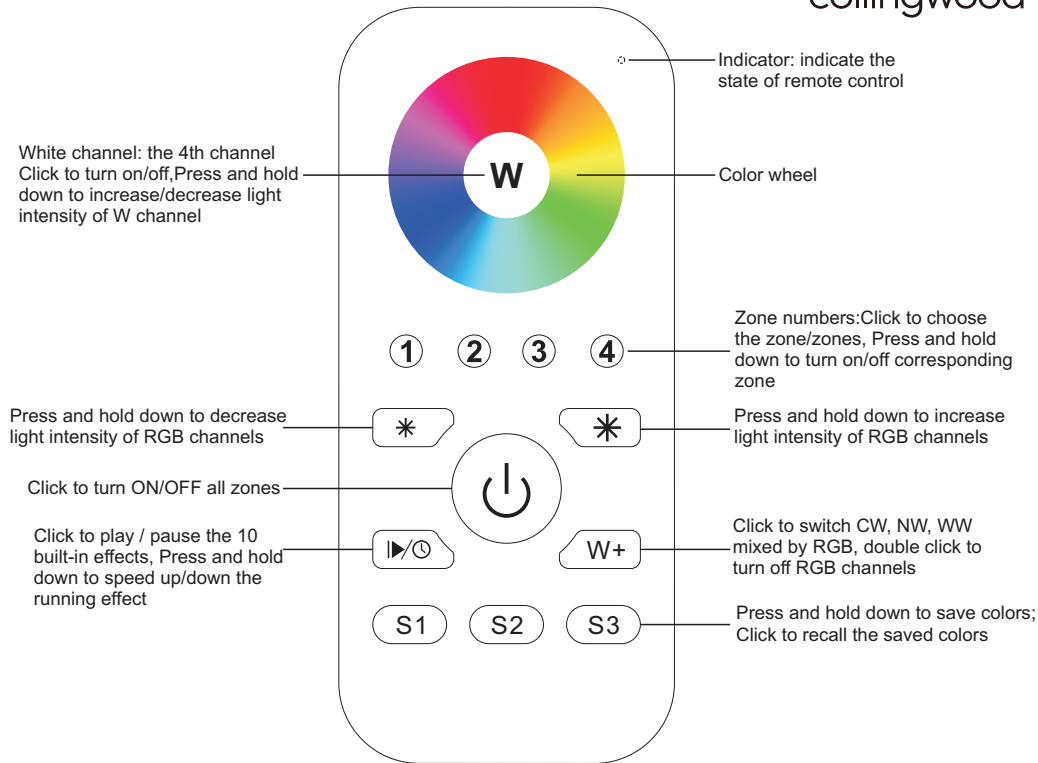 collingwood
Indicator: indicate the
state of remote control
White channel: the 4th channel
Click to turn on/off,Press and hold
down to increase/decrease light
intensity of W channel
W
Color wheel
Zone numbers:Click to choose
the zone/zones, Press and hold
down to turn on/off corresponding
zone
1 2 3 4
Press and hold down to decrease
light intensity of RGB channels
Press and hold down to increase
light intensity of RGB channels
Click to turn ON/OFF all zones
Click to play / pause the 10
built-in effects, Press and hold
down to speed up/down the
running effect
W+
Click to switch CW, NW, WW
mixed by RGB, double click to
turn off RGB channels
S1 S2 S3
Press and hold down to save colors;
Click to recall the saved colors